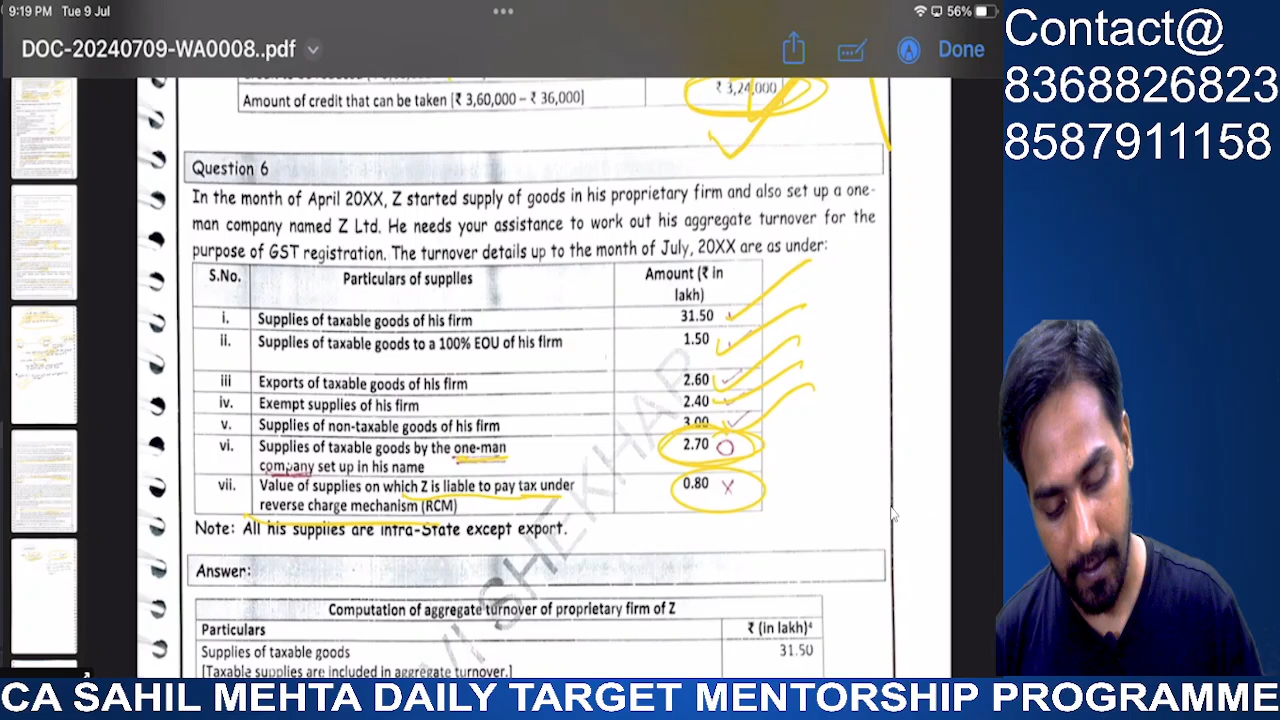 9:19 PM Tue 9 Jul
56%
DOC-20240709-WA0008..pdf
Done
Contact@
8368826823
8587911158
Amount of credit that can be taken [₹ 3,60,000 – ₹ 36,000]
₹ 3,24,000
Question 6
In the month of April 20XX, Z started supply of goods in his proprietary firm and also set up a one-
man company named Z Ltd. He needs your assistance to work out his aggregate turnover for the
purpose of GST registration. The turnover details up to the month of July, 20XX are as under:
S.No. Particulars of supplies Amount (₹ in
lakh)
i. Supplies of taxable goods of his firm 31.50
ii. Supplies of taxable goods to a 100% EOU of his firm 1.50
iii Exports of taxable goods of his firm 2.60
iv. Exempt supplies of his firm 2.40
v. Supplies of non-taxable goods of his firm 3.00
vi. Supplies of taxable goods by the one-man 2.70
company set up in his name
vii. Value of supplies on which Z is liable to pay tax under 0.80
reverse charge mechanism (RCM)
Note: All his supplies are intra-State except export.
Answer:
Computation of aggregate turnover of proprietary firm of Z
Particulars ₹ (in lakh)⁴
Supplies of taxable goods 31.50
[Taxable supplies are included in aggregate turnover.]
VI SHEKHAR
CA SAHIL MEHTA DAILY TARGET MENTORSHIP PROGRAMME